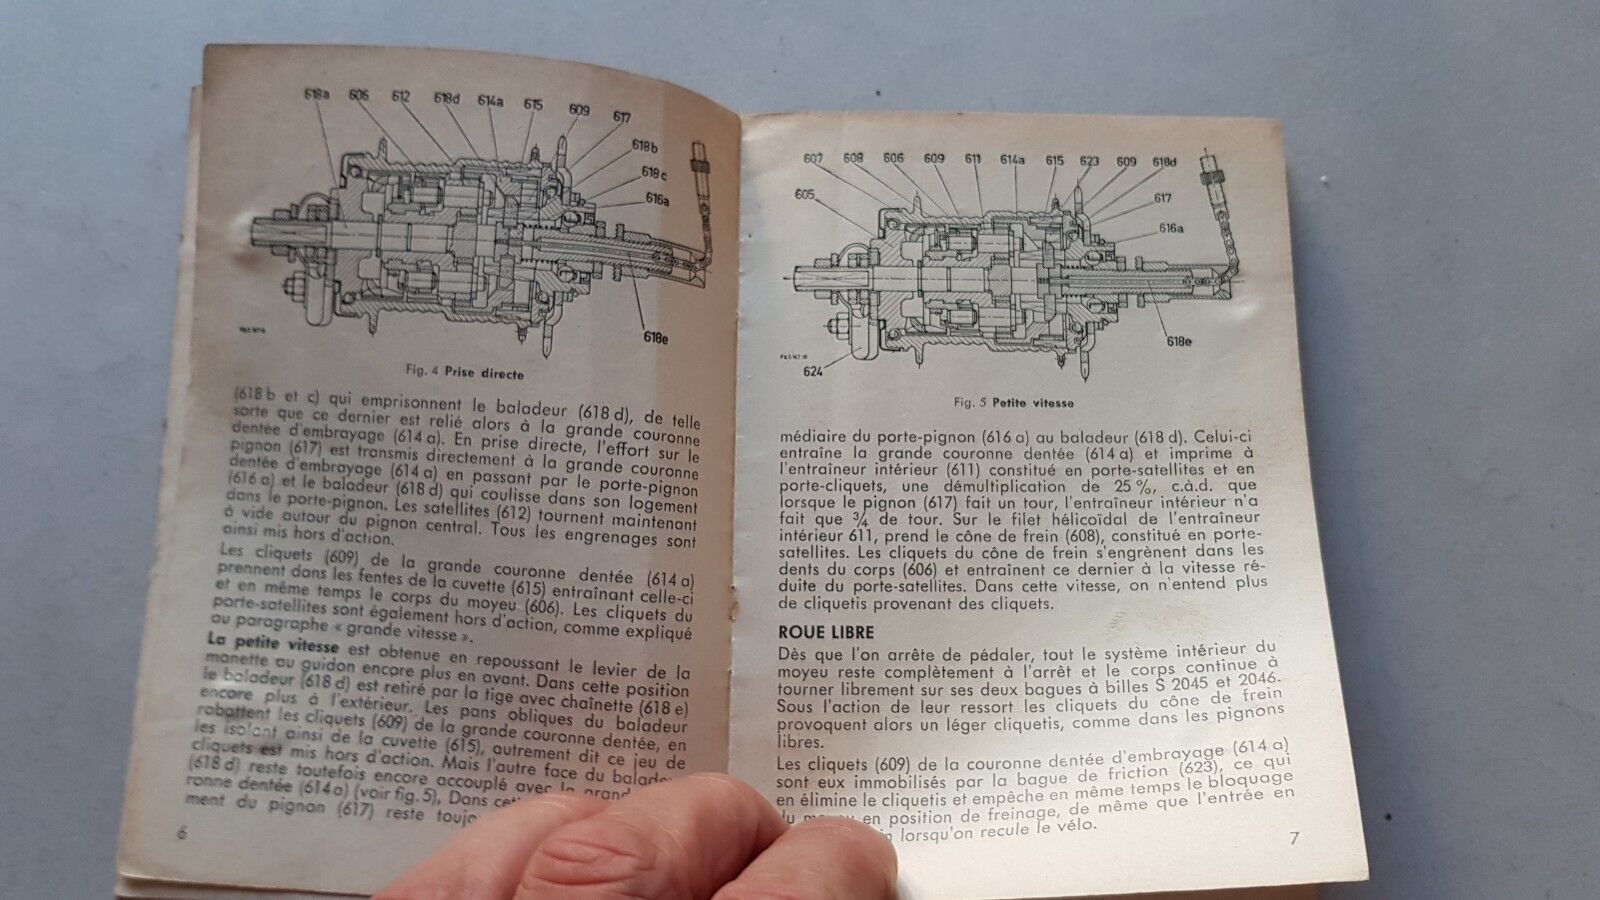 618a 606 612 618d 614a 615 609 617
618b
618c
616a
618e
Fig. 4 Prise directe
(618 b et c) qui emprisonnent le baladeur (618 d), de telle
sorte que ce dernier est relié alors à la grande couronne
dentée d'embrayage (614 a). En prise directe, l'effort sur le
pignon (617) est transmis directement à la grande couronne
dentée d'embrayage (614 a) en passant par le porte-pignon
(616 a) et le baladeur (618 d) qui coulisse dans son logement
dans le porte-pignon. Les satellites (612) tournent maintenant
à vide autour du pignon central. Tous les engrenages sont
ainsi mis hors d'action.
Les cliquets (609) de la grande couronne dentée (614 a)
prennent dans les fentes de la cuvette (615) entraînant celle-ci
et en même temps le corps du moyeu (606). Les cliquets du
porte-satellites sont également hors d'action, comme expliqué
au paragraphe « grande vitesse ».
La petite vitesse est obtenue en repoussant le levier de la
manette au guidon encore plus en avant. Dans cette position
le baladeur (618 d) est retiré par la tige avec chaînette (618 e)
encore plus à l'extérieur. Les pans obliques du baladeur
rabattent les cliquets (609) de la grande couronne dentée, en
les isolant ainsi de la cuvette (615), autrement dit ce jeu de
cliquets est mis hors d'action. Mais l'autre face du
(618 d) reste toutefois encore accouplé avec la
ronne dentée (614 a) (voir fig. 5). Dans
ment du pignon (617) reste
6
607 608 606 609 611 614a 615 623 609 618d
605
617
616a
618e
624
Fig. 5 Petite vitesse
médiaire du porte-pignon (616 a) au baladeur (618 d). Celui-ci
entraîne la grande couronne dentée (614 a) et imprime à
l'entraîneur intérieur (611) constitué en porte-satellites et en
porte-cliquets, une démultiplication de 25 %, c.à.d. que
lorsque le pignon (617) fait un tour, l'entraîneur intérieur n'a
fait que ¾ de tour. Sur le filet hélicoïdal de l'entraîneur
intérieur 611, prend le cône de frein (608), constitué en porte-
satellites. Les cliquets du cône de frein s'engrènent dans les
dents du corps (606) et entraînent ce dernier à la vitesse ré-
duite du porte-satellites. Dans cette vitesse, on n'entend plus
de cliquetis provenant des cliquets.
ROUE LIBRE
Dès que l'on arrête de pédaler, tout le système intérieur du
moyeu reste complètement à l'arrêt et le corps continue à
tourner librement sur ses deux bagues à billes S 2045 et 2046.
Sous l'action de leur ressort les cliquets du cône de frein
provoquent alors un léger cliquetis, comme dans les pignons
libres.
Les cliquets (609) de la couronne dentée d'embrayage (614 a)
sont eux immobilisés par la bague de friction (623), ce qui
en élimine le cliquetis et empêche en même temps le bloquage
en position de freinage, de même que l'entrée en
lorsqu'on recule le vélo.
7